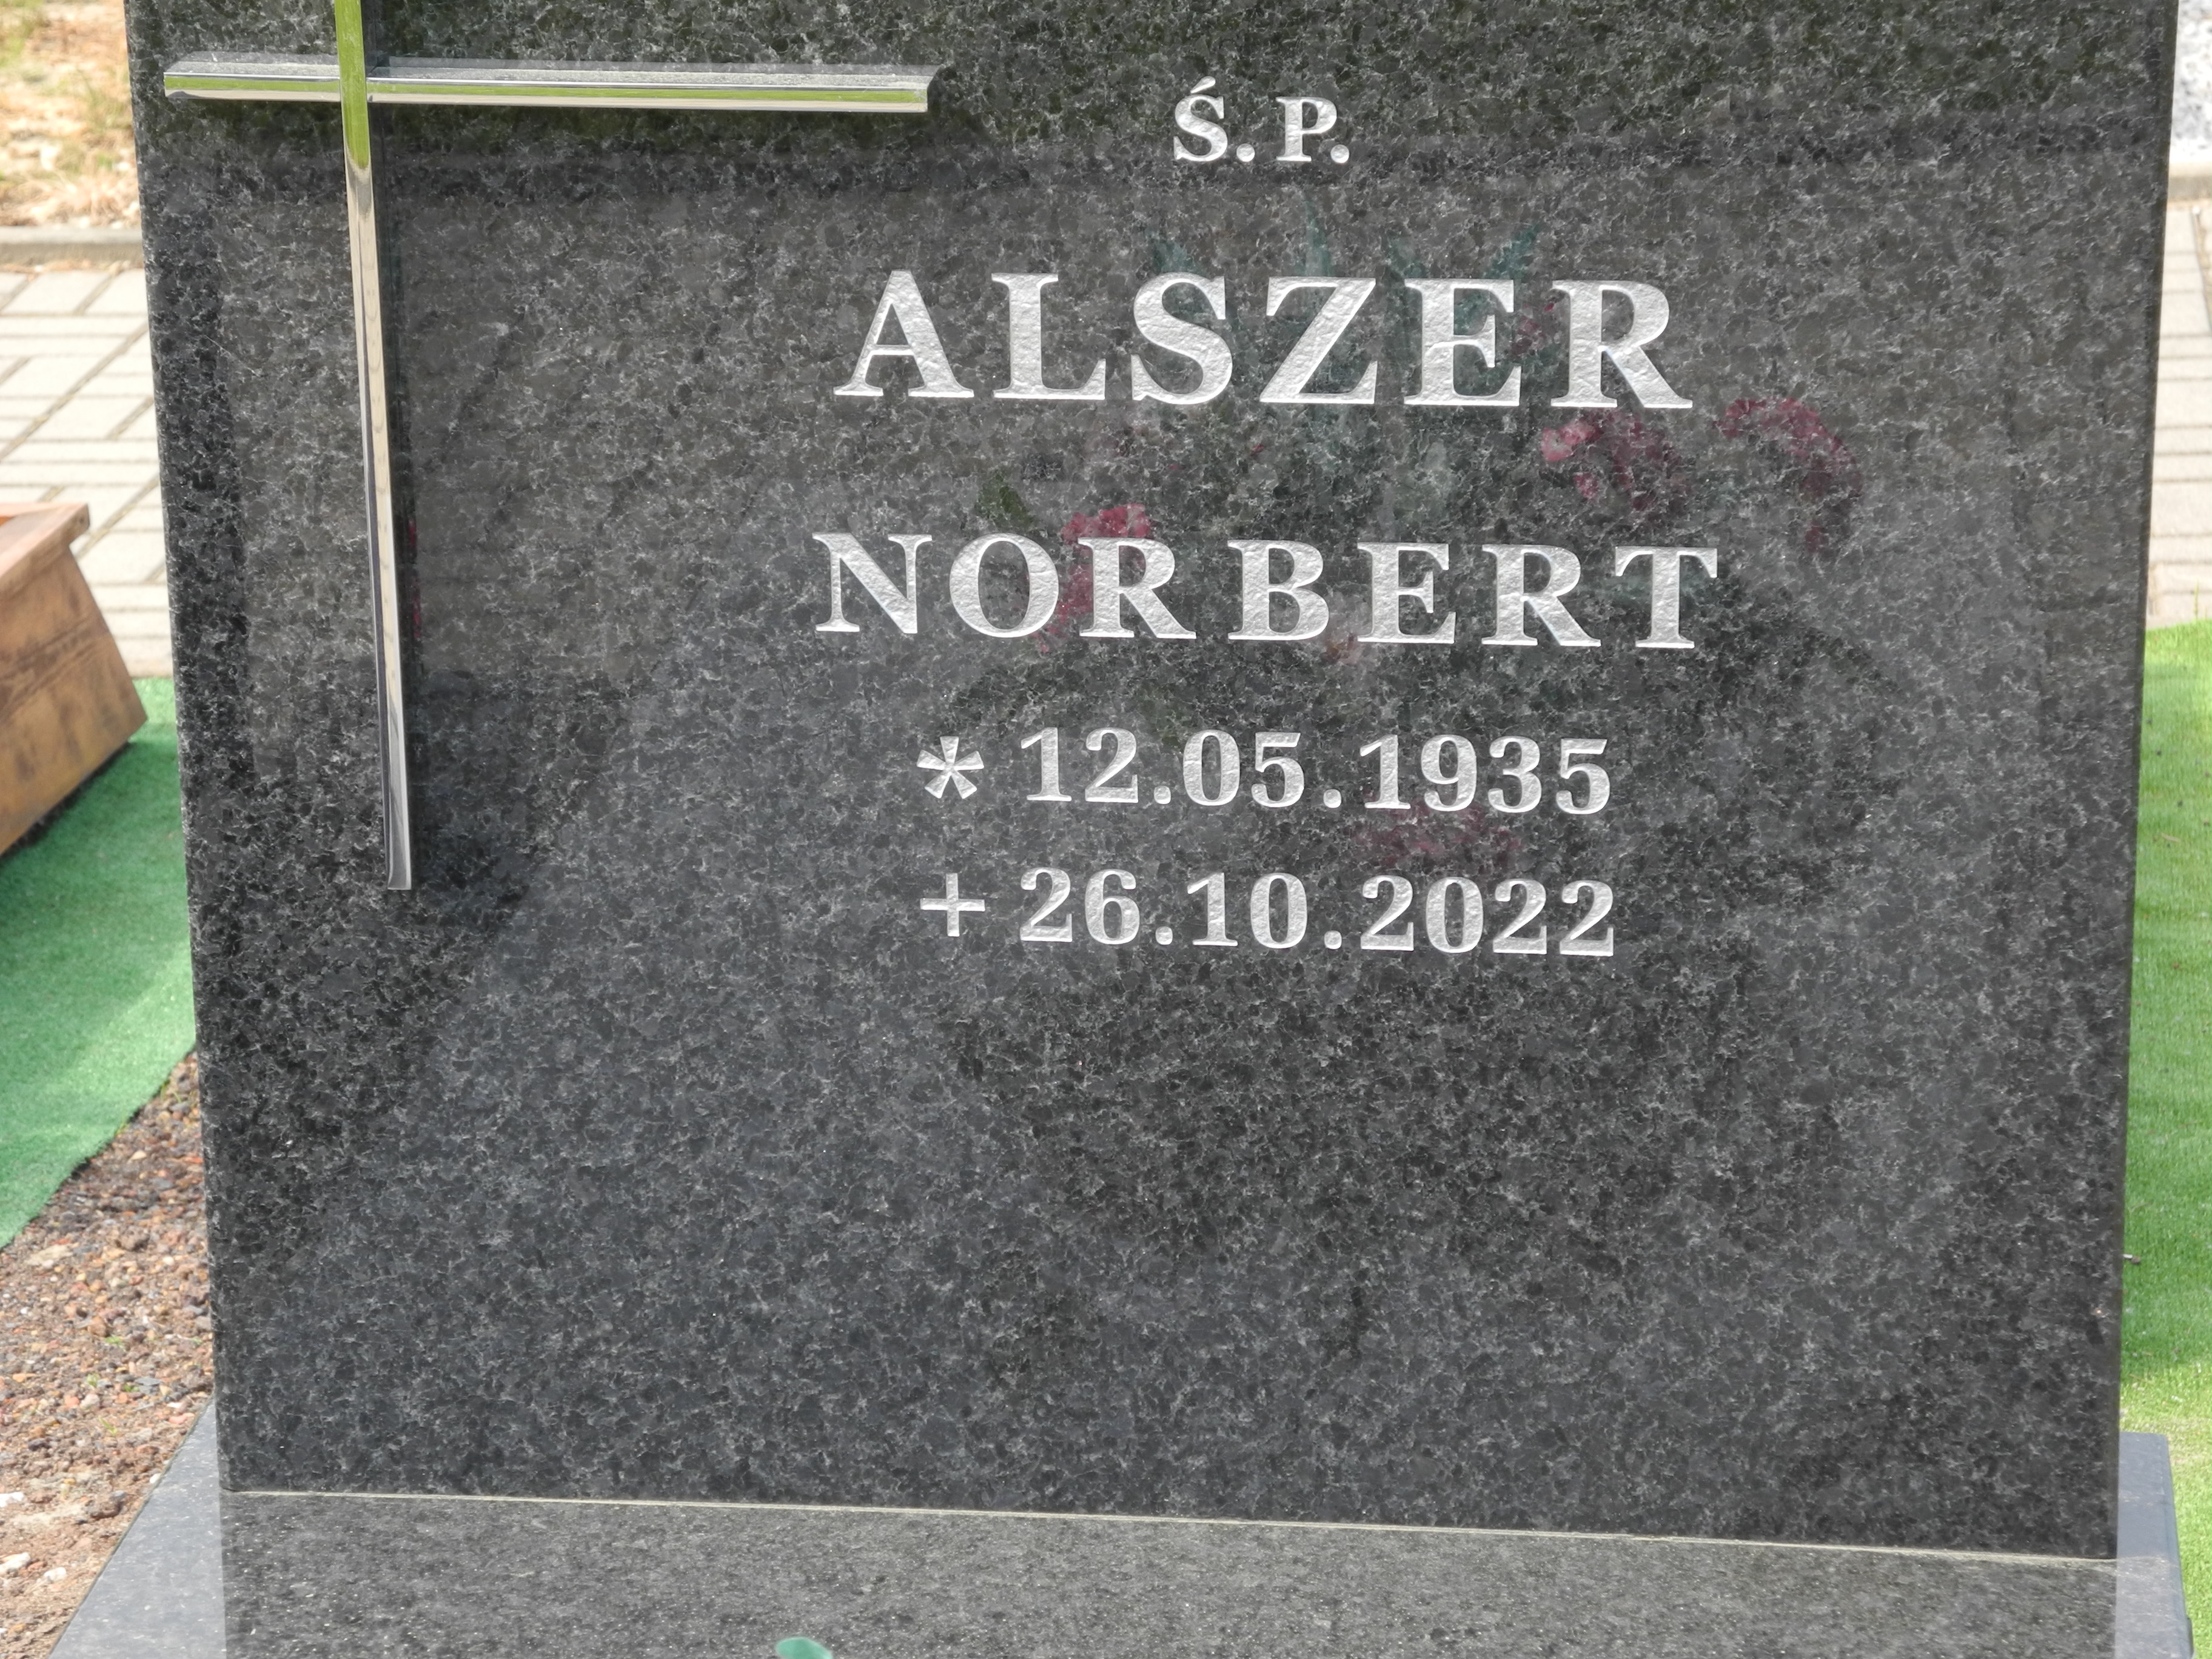 Ś. P.
ALSZER
NORBERT
* 12.05.1935
+ 26.10.2022